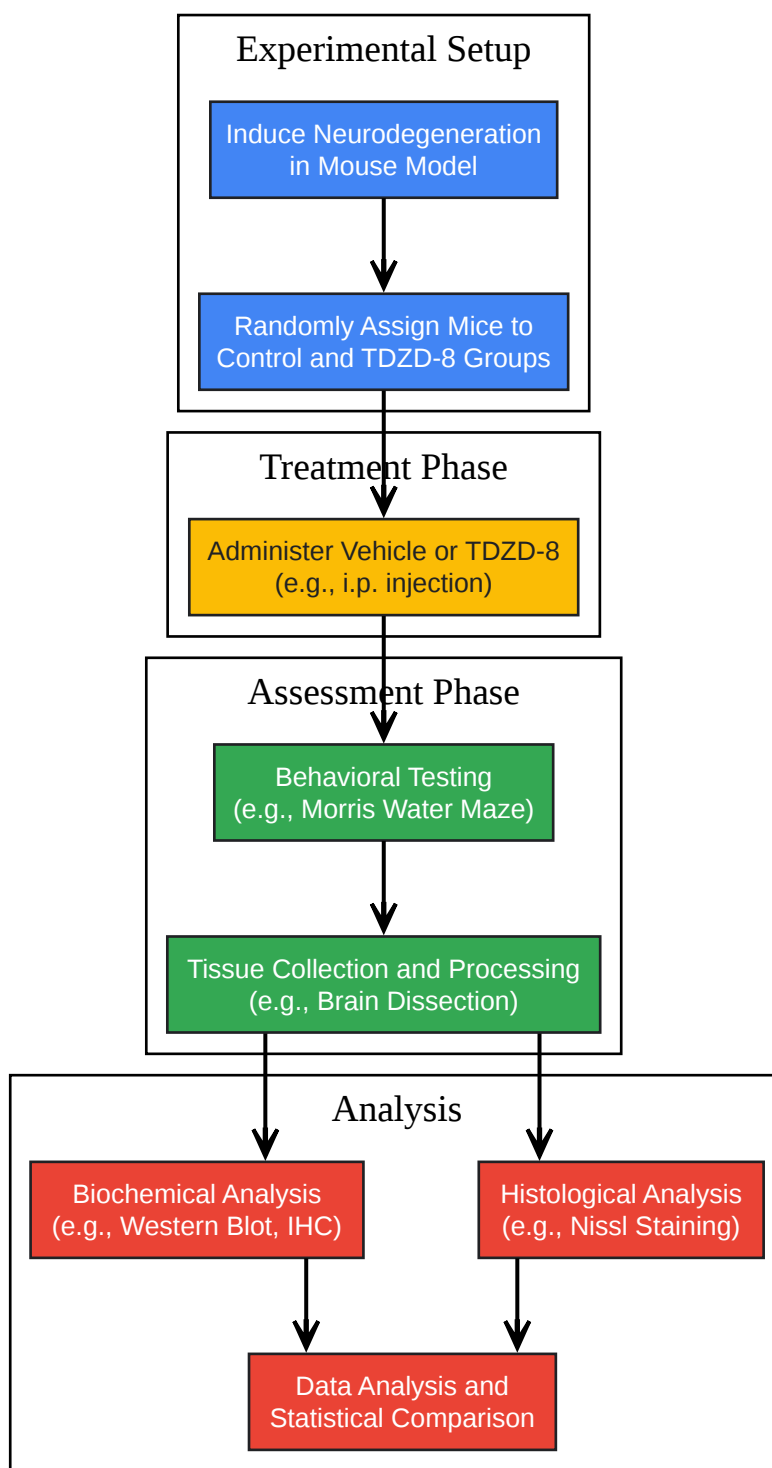 Experimental Setup
Induce Neurodegeneration
in Mouse Model
Randomly Assign Mice to
Control and TDZD-8 Groups
Treatment Phase
Administer Vehicle or TDZD-8
(e.g., i.p. injection)
Assessment Phase
Behavioral Testing
(e.g., Morris Water Maze)
Tissue Collection and Processing
(e.g., Brain Dissection)
Analysis
Biochemical Analysis
(e.g., Western Blot, IHC)
Histological Analysis
(e.g., Nissl Staining)
Data Analysis and
Statistical Comparison